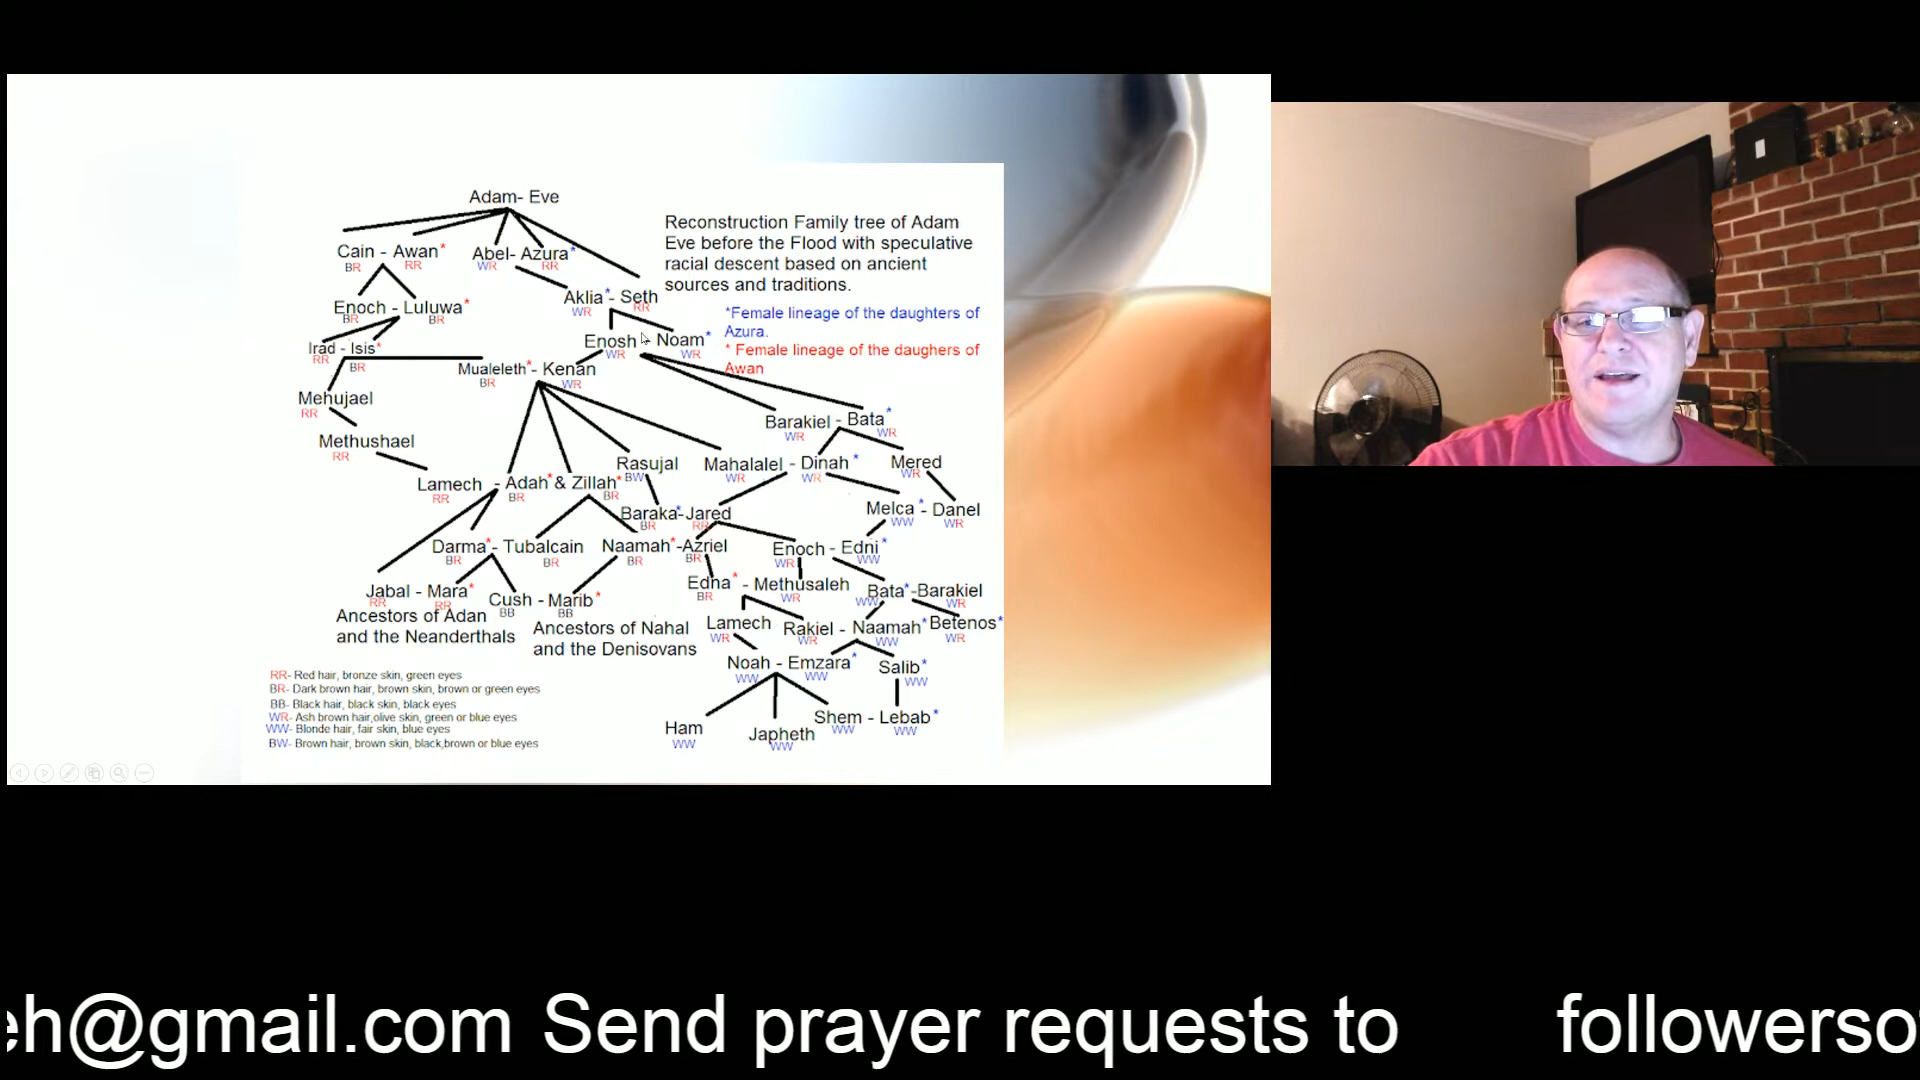 Adam- Eve
Reconstruction Family tree of Adam
Eve before the Flood with speculative
racial descent based on ancient
sources and traditions.
*Female lineage of the daughters of
Azura.
* Female lineage of the daughers of
Awan
Cain - Awan*
BR RR
Abel- Azura*
WR RR
Aklia*- Seth
WR RR
Enoch - Luluwa*
BR BR
Enosh - Noam*
WR WR
Irad - Isis*
RR BR
Mualeleth*- Kenan
BR WR
Mehujael
RR
Barakiel - Bata*
WR WR
Methushael
RR
Rasujal
BW
Mahalalel - Dinah*
WR WR
Mered
WR
Lamech - Adah* & Zillah*
RR BR BR
Baraka*-Jared
BR RR
Melca* - Danel
WW WR
Darma*- Tubalcain
BR BR
Naamah*-Azriel
BR BR
Enoch - Edni*
WR WW
Edna* - Methusaleh
BR WR
Bata*-Barakiel
WW WR
Jabal - Mara*
RR RR
Cush - Marib*
BB BB
Ancestors of Adan
and the Neanderthals
Ancestors of Nahal
and the Denisovans
Lamech
WR
Rakiel - Naamah*
WR WW
Betenos*
WR
Noah - Emzara*
WW WW
Salib*
WW
Ham
WW
Japheth
WW
Shem - Lebab*
WW WW
RR- Red hair, bronze skin, green eyes
BR- Dark brown hair, brown skin, brown or green eyes
BB- Black hair, black skin, black eyes
WR- Ash brown hair,olive skin, green or blue eyes
WW- Blonde hair, fair skin, blue eyes
BW- Brown hair, brown skin, black,brown or blue eyes
eh@gmail.com Send prayer requests to followerso